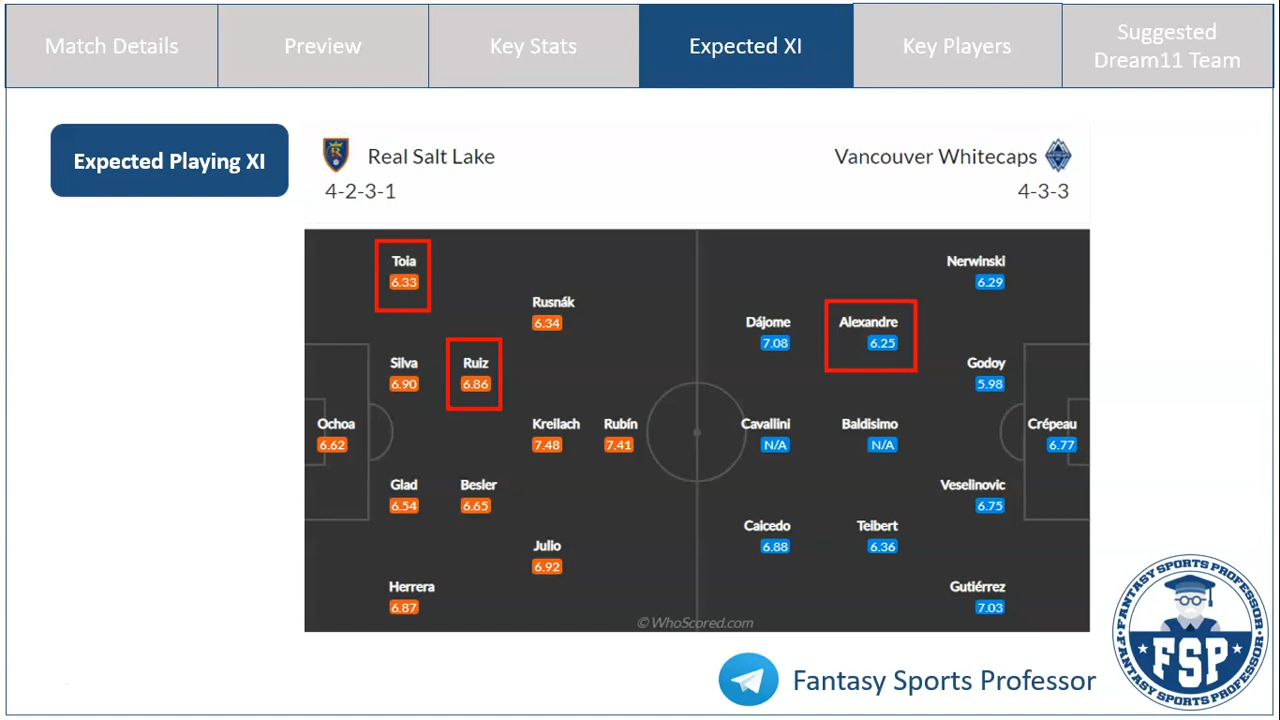 Match Details
Preview
Key Stats
Expected XI
Key Players
Suggested
Dream11 Team
Expected Playing XI
Real Salt Lake
4-2-3-1
Vancouver Whitecaps
4-3-3
Toia
6.33
Silva
6.90
Ruiz
6.86
Rusnák
6.34
Ochoa
6.62
Kreilach
7.48
Rubín
7.41
Glad
6.54
Besler
6.65
Julio
6.92
Herrera
6.87
Nerwinski
6.29
Dájome
7.08
Alexandre
6.25
Godoy
5.98
Cavallini
N/A
Baldisimo
N/A
Crépeau
6.77
Veselinovic
6.75
Caicedo
6.88
Teibert
6.36
Gutiérrez
7.03
© WhoScored.com
Fantasy Sports Professor
FANTASY SPORTS PROFESSOR
FSP
FANTASY SPORTS PROFESSOR